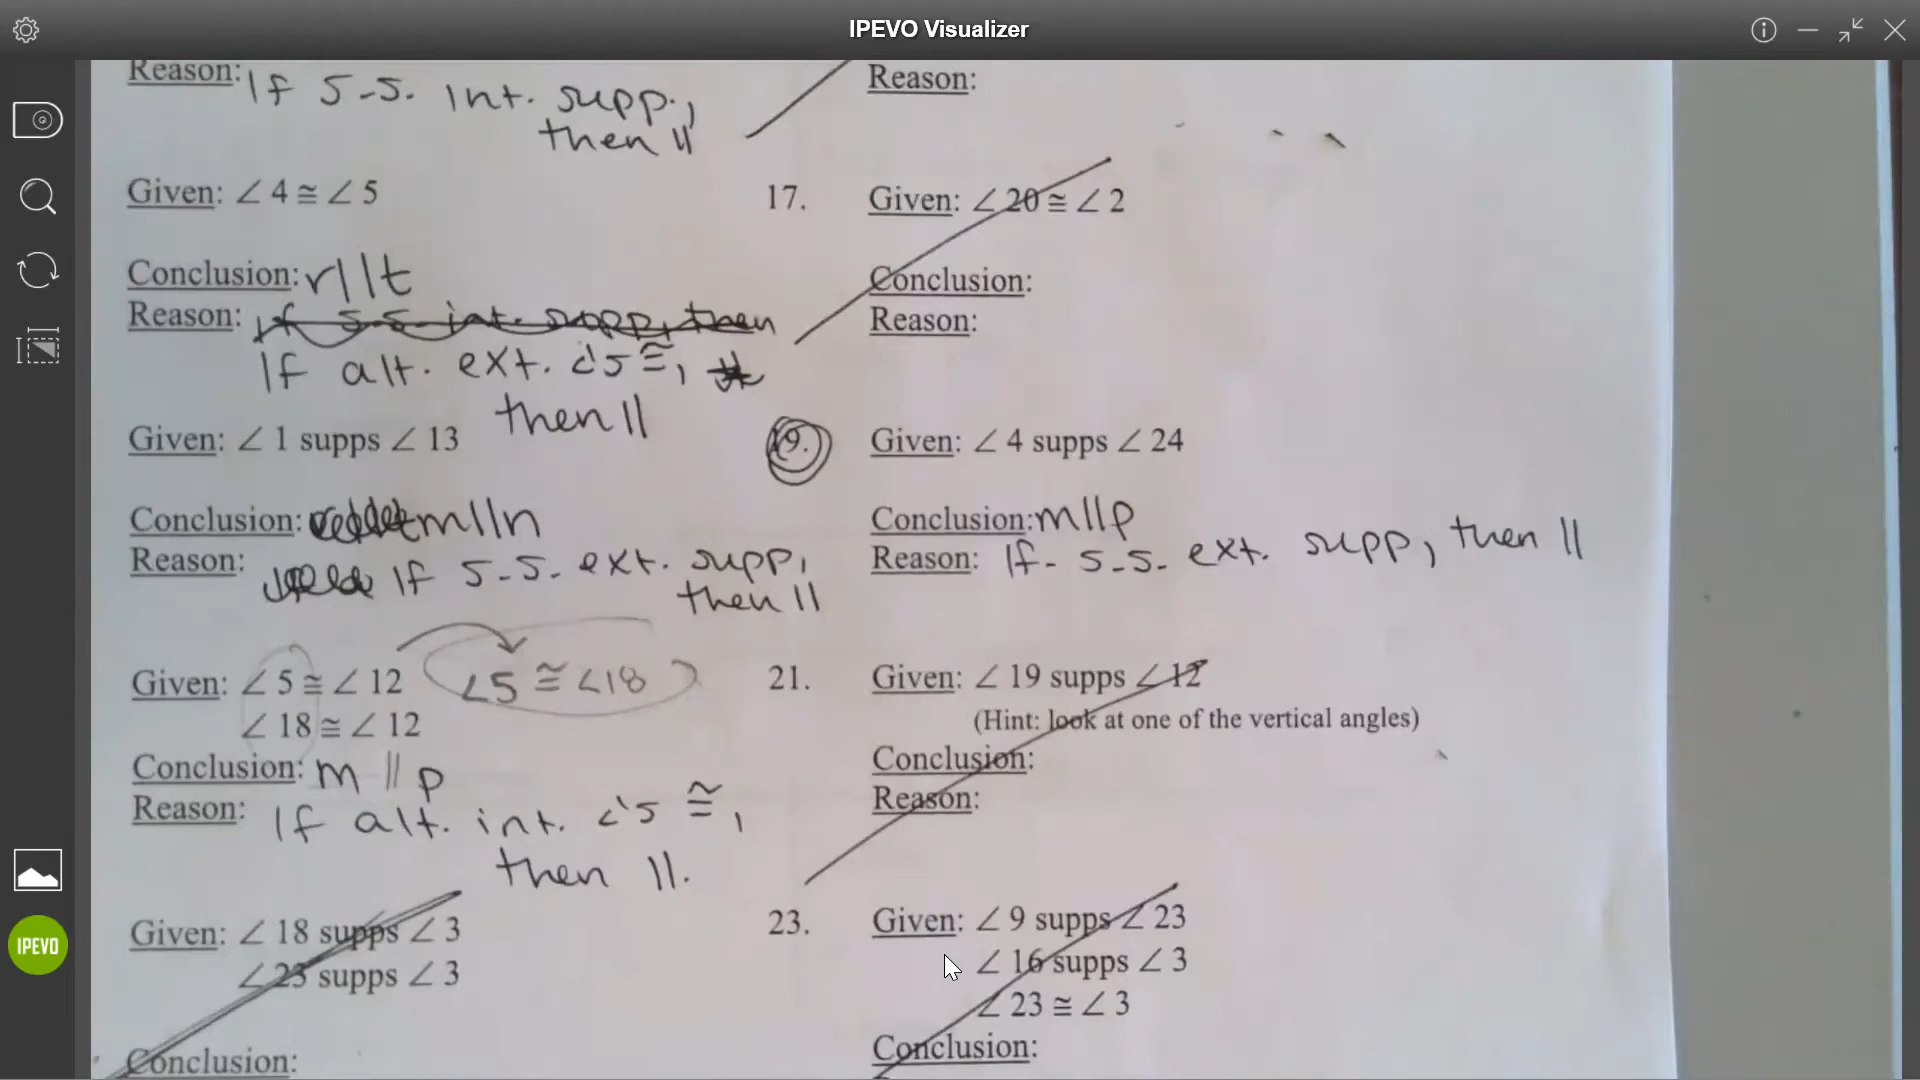 IPEVO Visualizer
Reason: If s-s. int. supp.,
then ||
Reason:
Given: ∠ 4 ≅ ∠ 5
17. Given: ∠ 20 ≅ ∠ 2
Conclusion: r||t
Conclusion:
Reason: If s-s. int. supp, then
Reason:
If alt. ext. ∠'s ≅,
then ||
Given: ∠ 1 supps ∠ 13
19. Given: ∠ 4 supps ∠ 24
Conclusion: m||n
Conclusion: m||p
Reason: If s-s. ext. supp,
then ||
Reason: If- s-s. ext. supp, then ||
Given: ∠ 5 ≅ ∠ 12 ∠5 ≅ ∠18
∠ 18 ≅ ∠ 12
21. Given: ∠ 19 supps ∠ 12
(Hint: look at one of the vertical angles)
Conclusion: m || p
Conclusion:
Reason: If alt. int. ∠'s ≅,
then ||.
Reason:
Given: ∠ 18 supps ∠ 3
∠ 23 supps ∠ 3
23. Given: ∠ 9 supps ∠ 23
∠ 16 supps ∠ 3
∠ 23 ≅ ∠ 3
Conclusion:
Conclusion:
IPEVO